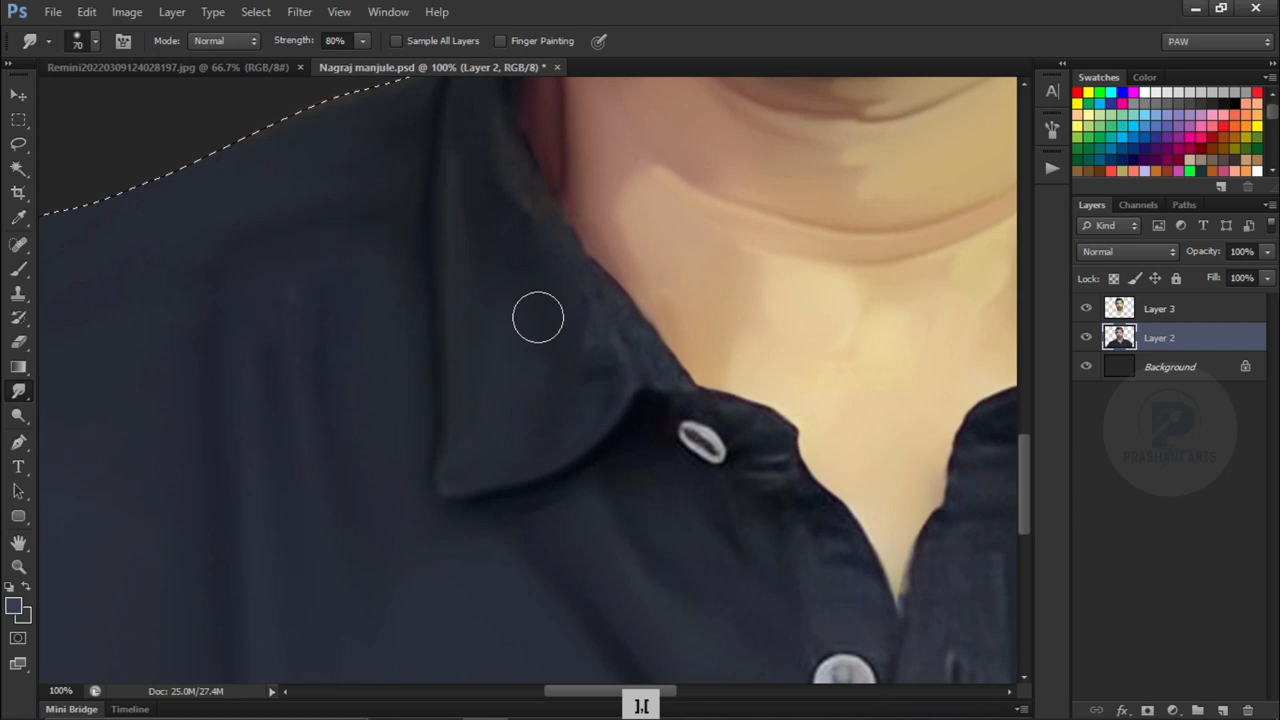 Ps File Edit Image Layer Type Select Filter View Window Help
70 Mode: Normal Strength: 80% Sample All Layers Finger Painting PAW
Remini20220309124028197.jpg @ 66.7% (RGB/8#) × Nagraj manjule.psd @ 100% (Layer 2, RGB/8) * ×
Swatches Color
Layers Channels Paths
Kind
Normal Opacity: 100%
Lock: Fill: 100%
Layer 3
Layer 2
Background
PRASHANT ARTS
100% Doc: 25.0M/27.4M
],[
Mini Bridge Timeline